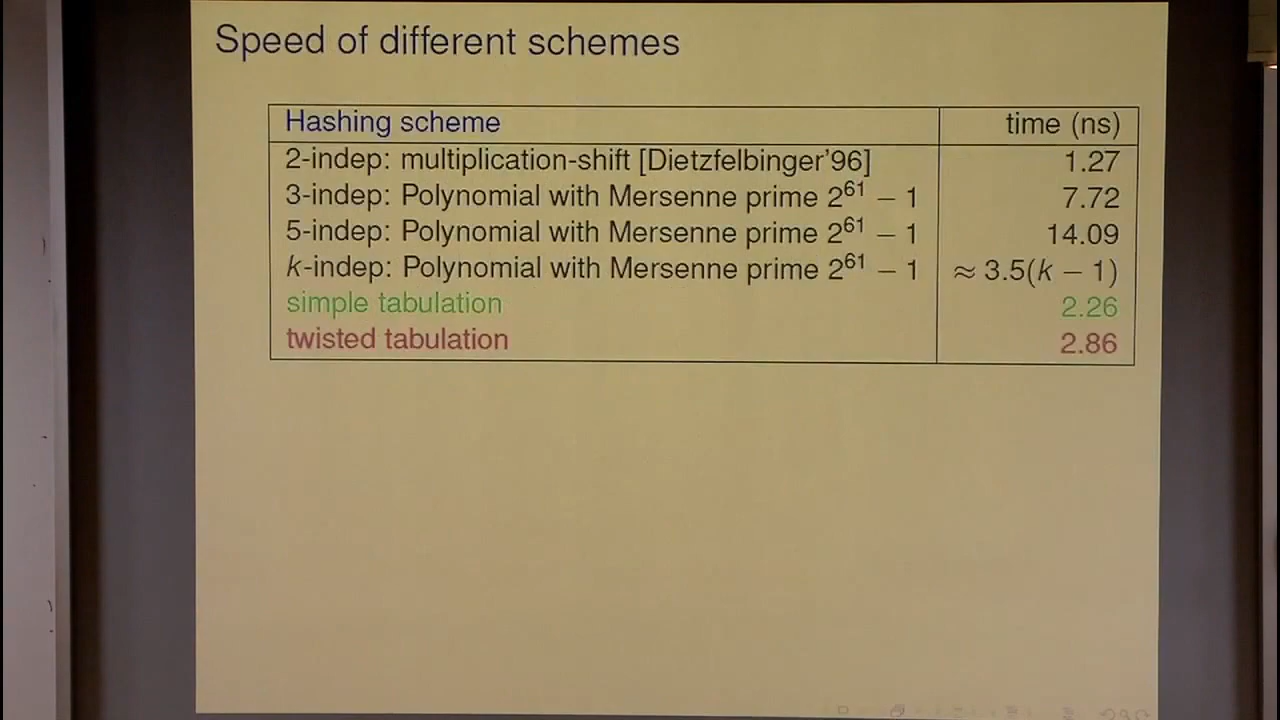 Speed of different schemes
Hashing scheme time (ns)
2-indep: multiplication-shift [Dietzfelbinger'96] 1.27
3-indep: Polynomial with Mersenne prime 2^61 − 1 7.72
5-indep: Polynomial with Mersenne prime 2^61 − 1 14.09
k-indep: Polynomial with Mersenne prime 2^61 − 1 ≈ 3.5(k − 1)
simple tabulation 2.26
twisted tabulation 2.86